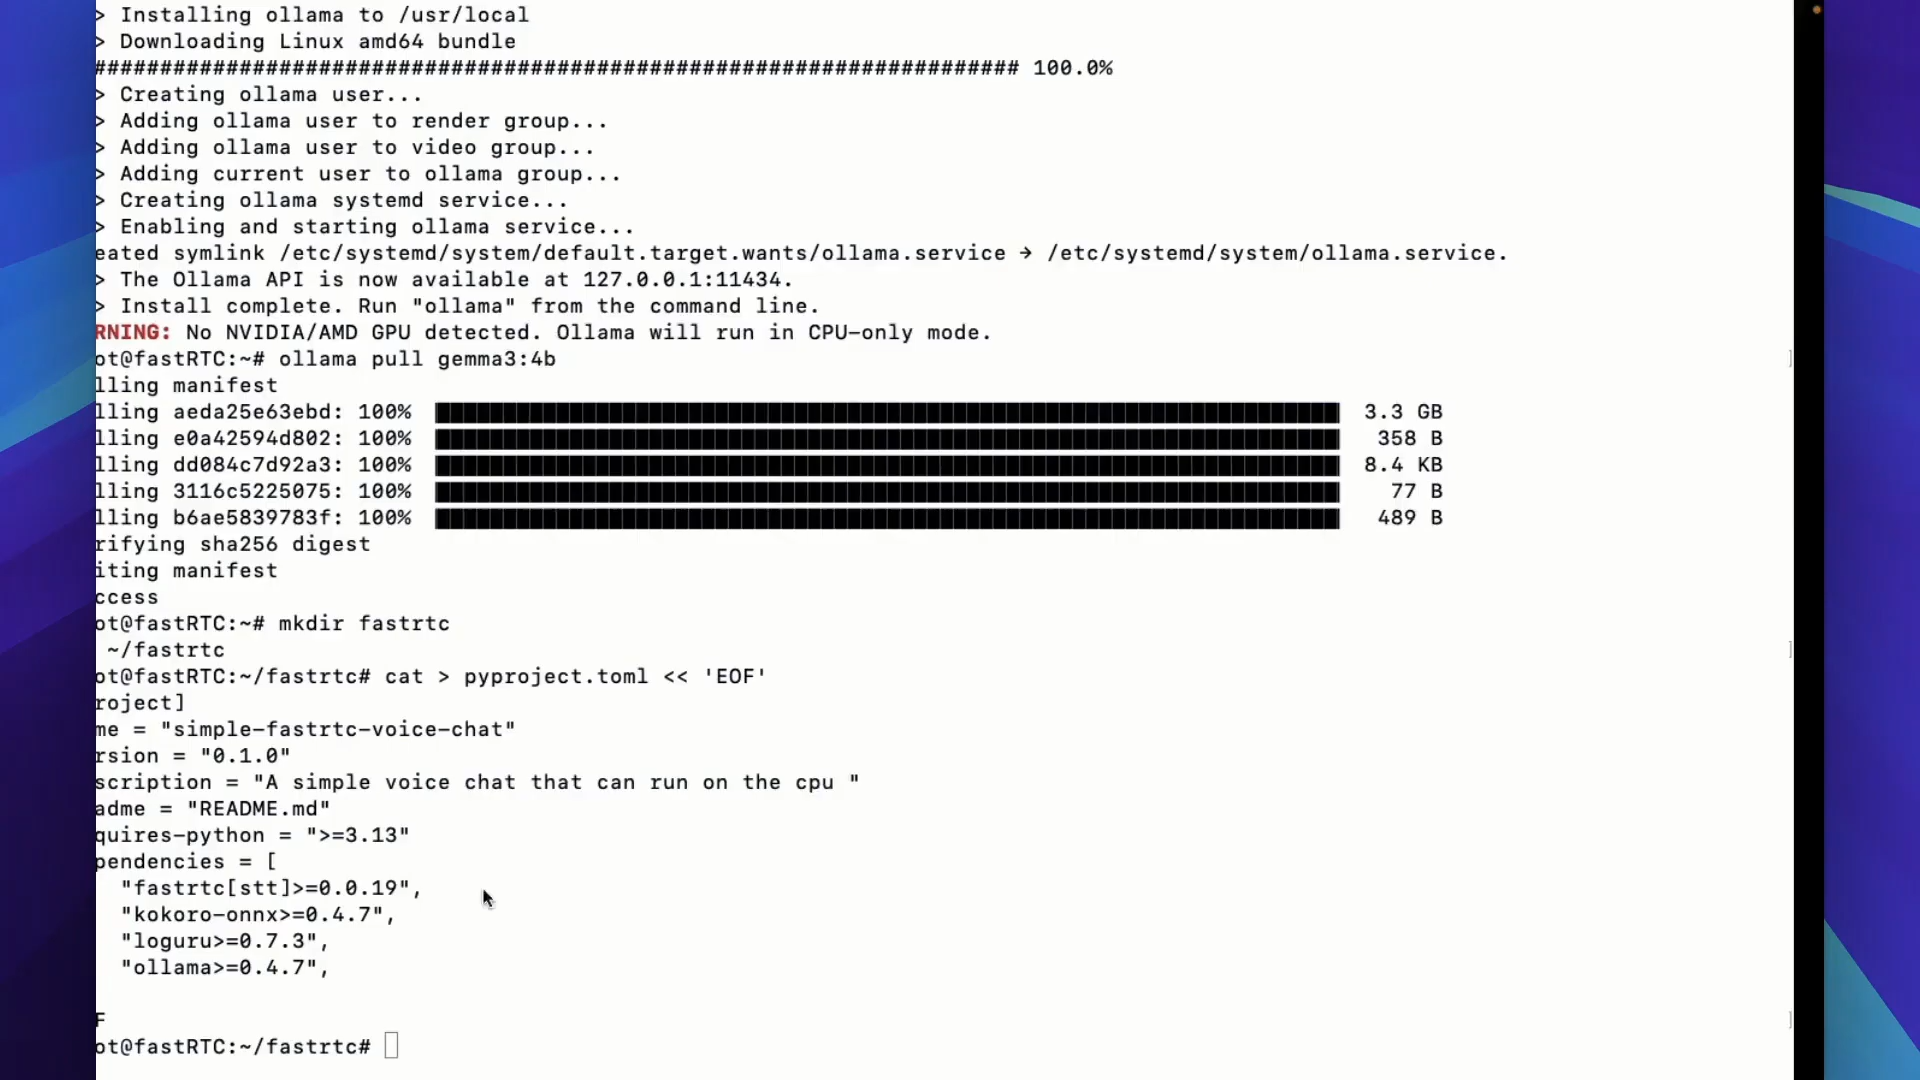 > Installing ollama to /usr/local
> Downloading Linux amd64 bundle
###################################################################### 100.0%
> Creating ollama user...
> Adding ollama user to render group...
> Adding ollama user to video group...
> Adding current user to ollama group...
> Creating ollama systemd service...
> Enabling and starting ollama service...
eated symlink /etc/systemd/system/default.target.wants/ollama.service → /etc/systemd/system/ollama.service.
> The Ollama API is now available at 127.0.0.1:11434.
> Install complete. Run "ollama" from the command line.
RNING: No NVIDIA/AMD GPU detected. Ollama will run in CPU-only mode.
ot@fastRTC:~# ollama pull gemma3:4b
lling manifest
lling aeda25e63ebd: 100% 3.3 GB
lling e0a42594d802: 100% 358 B
lling dd084c7d92a3: 100% 8.4 KB
lling 3116c5225075: 100% 77 B
lling b6ae5839783f: 100% 489 B
rifying sha256 digest
iting manifest
ccess
ot@fastRTC:~# mkdir fastrtc
~/fastrtc
ot@fastRTC:~/fastrtc# cat > pyproject.toml << 'EOF'
roject]
me = "simple-fastrtc-voice-chat"
rsion = "0.1.0"
scription = "A simple voice chat that can run on the cpu "
adme = "README.md"
quires-python = ">=3.13"
pendencies = [
"fastrtc[stt]>=0.0.19",
"kokoro-onnx>=0.4.7",
"loguru>=0.7.3",
"ollama>=0.4.7",
F
ot@fastRTC:~/fastrtc#